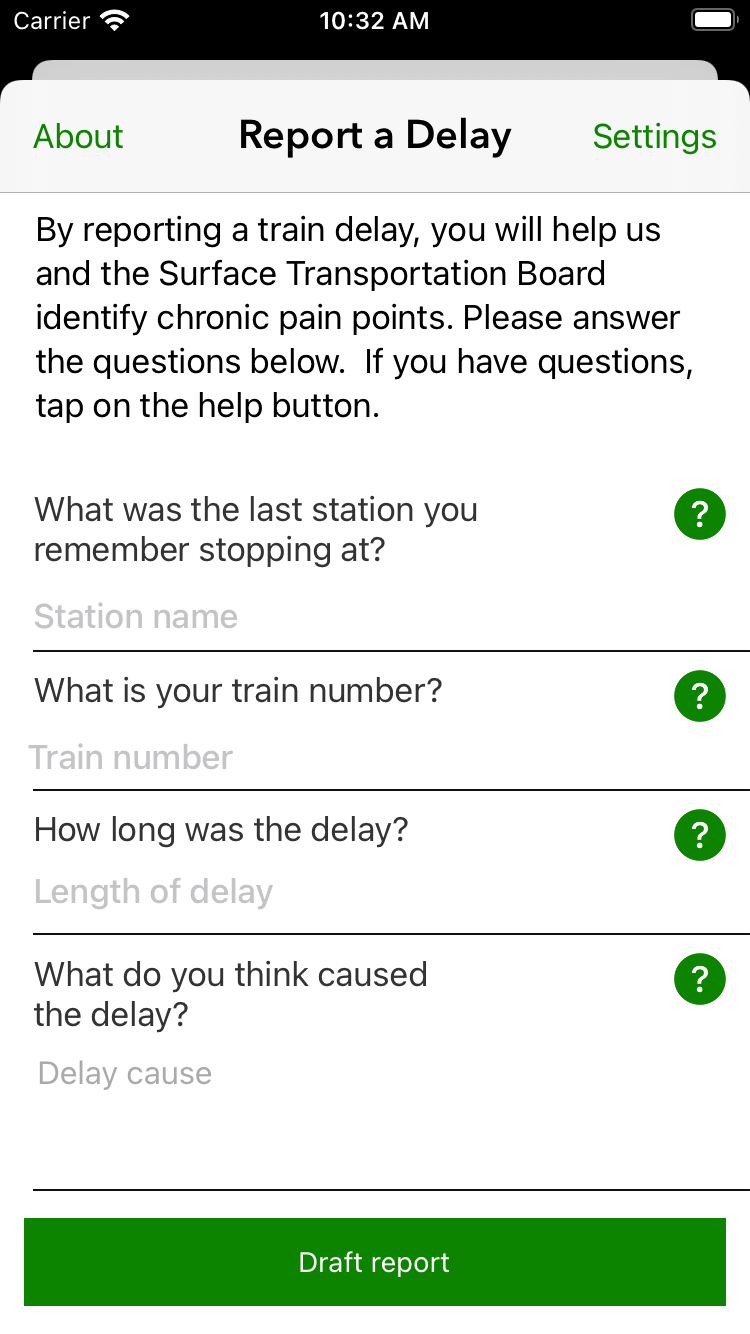 Carrier 10:32 AM
About Report a Delay Settings
By reporting a train delay, you will help us
and the Surface Transportation Board
identify chronic pain points. Please answer
the questions below.  If you have questions,
tap on the help button.
What was the last station you ?
remember stopping at?
Station name
What is your train number? ?
Train number
How long was the delay? ?
Length of delay
What do you think caused ?
the delay?
Delay cause
Draft report